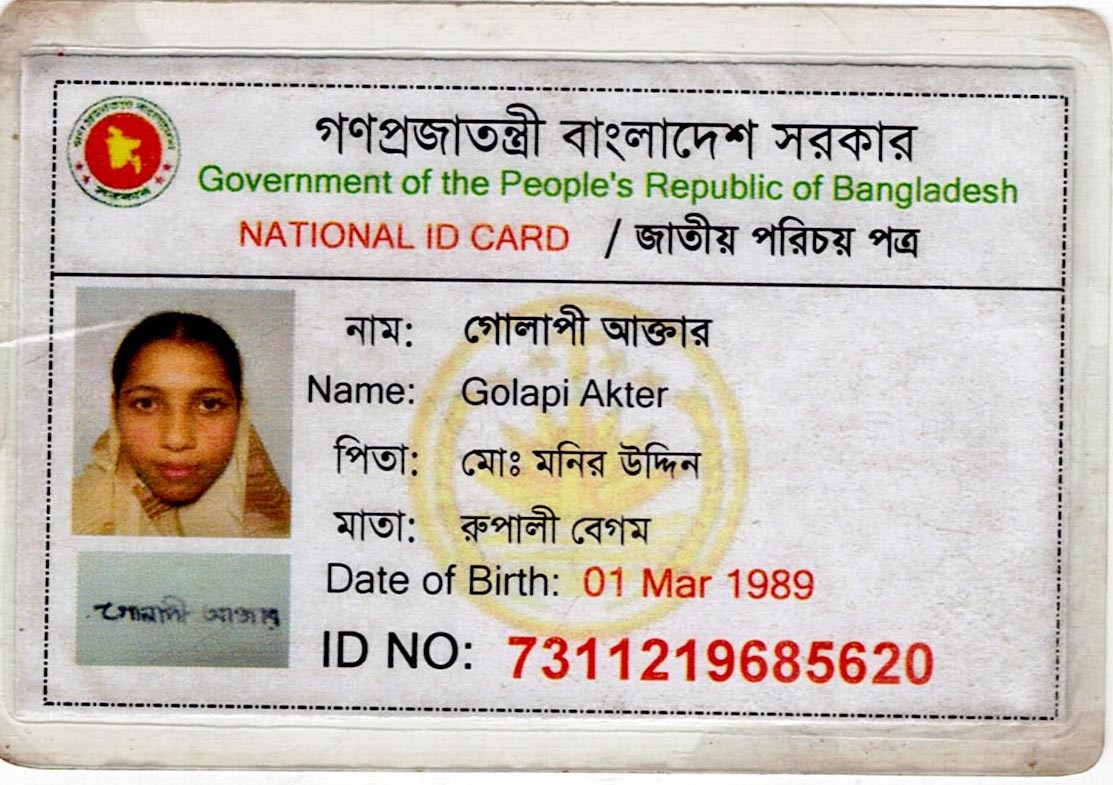 গণপ্রজাতন্ত্রী বাংলাদেশ সরকার
Government of the People's Republic of Bangladesh
NATIONAL ID CARD / জাতীয় পরিচয় পত্র
নাম: গোলাপী আক্তার
Name: Golapi Akter
পিতা: মোঃ মনির উদ্দিন
মাতা: রুপালী বেগম
Date of Birth: 01 Mar 1989
গোলাপী আক্তার
ID NO: 7311219685620